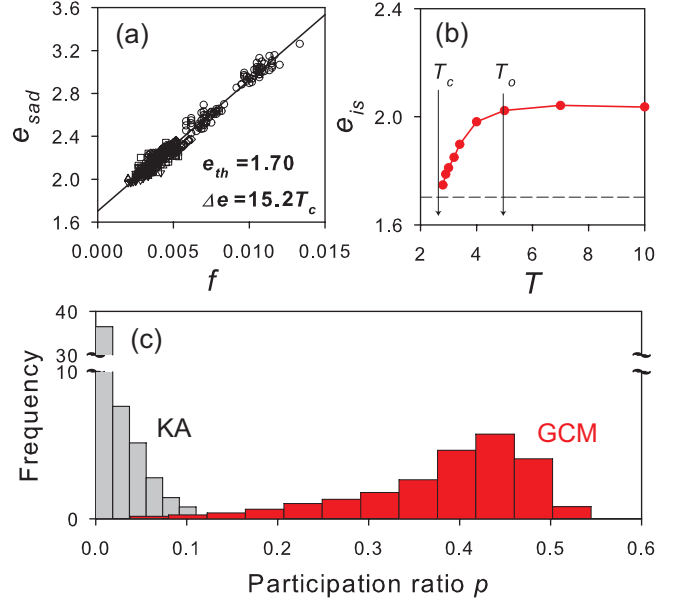 (a)
e_sad
3.6
3.2
2.8
2.4
2.0
1.6
e_th =1.70
Δe =15.2T_c
0.000 0.005 0.010 0.015
f
(b)
e_is
2.4
2.0
1.6
T_c T_o
2 4 6 8 10
T
(c)
Frequency
40
30
10
0
KA
GCM
0.0 0.1 0.2 0.3 0.4 0.5 0.6
Participation ratio p